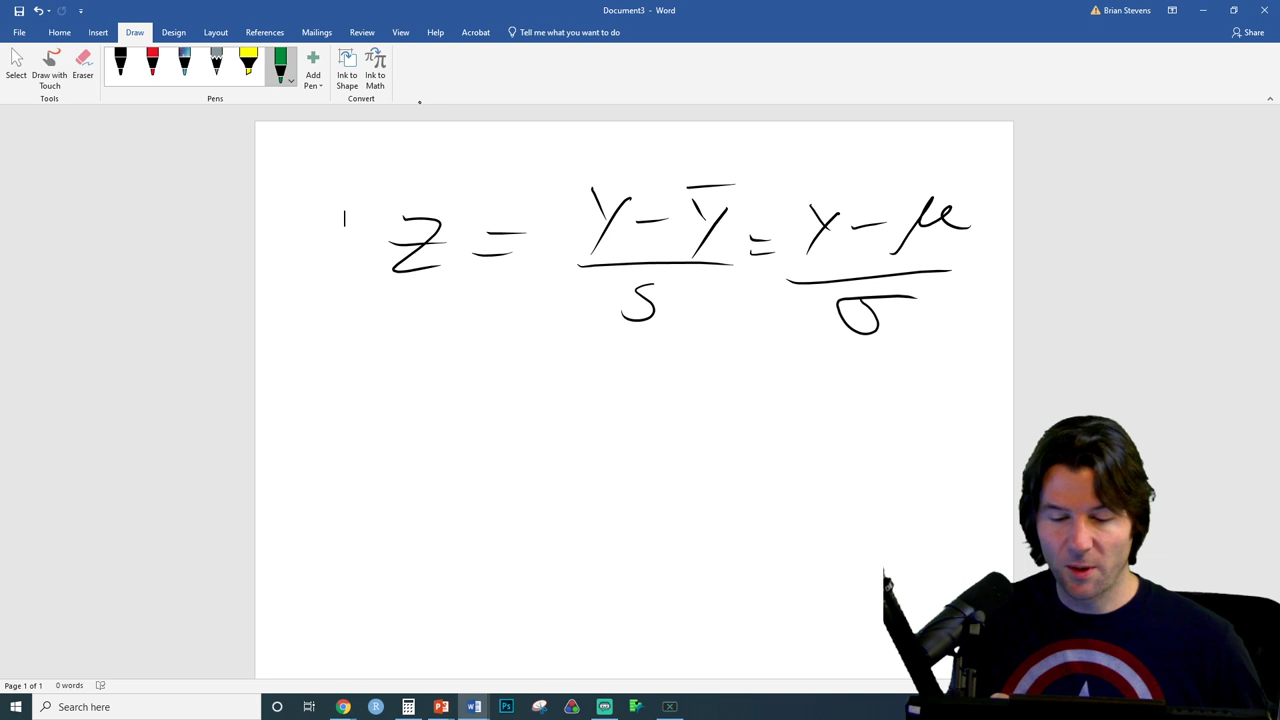 Document3 - Word
Brian Stevens
File Home Insert Draw Design Layout References Mailings Review View Help Acrobat Tell me what you want to do Share
Select Draw with Touch Eraser Add Pen Ink to Shape Ink to Math
Tools Pens Convert
z = y - ȳ / s = y - μ / σ
Page 1 of 1 0 words
Search here